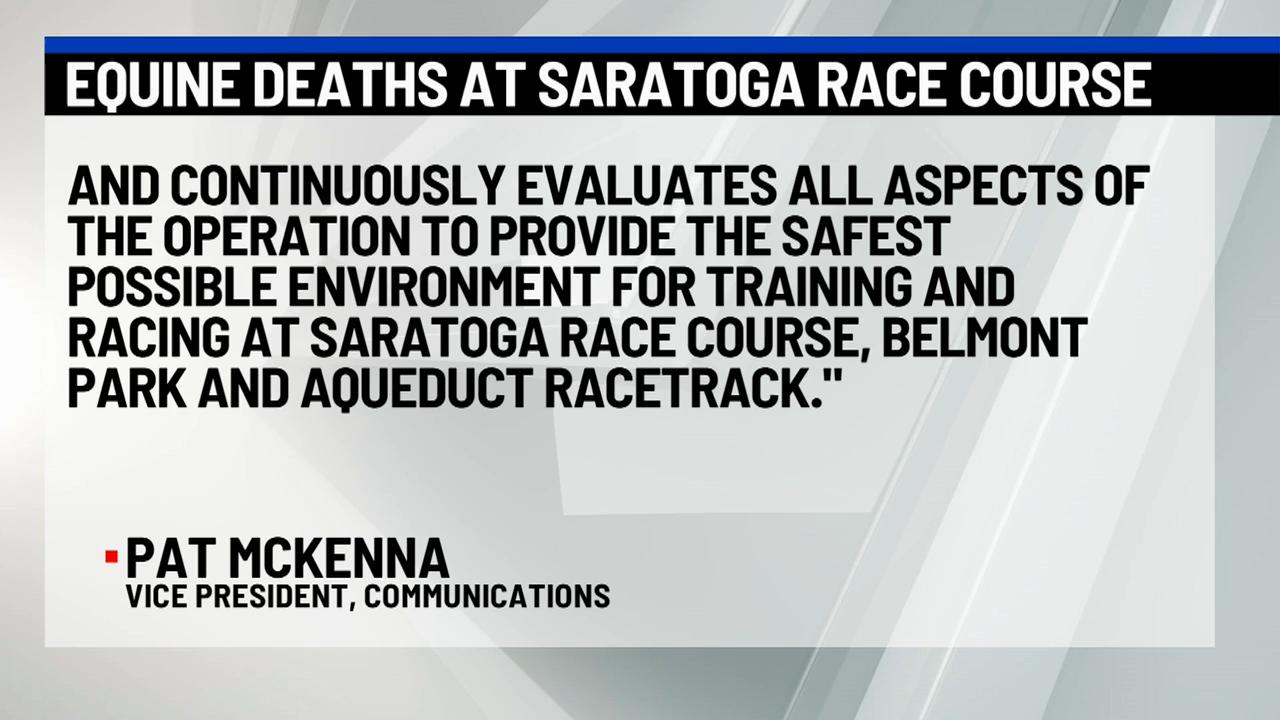 EQUINE DEATHS AT SARATOGA RACE COURSE
AND CONTINUOUSLY EVALUATES ALL ASPECTS OF
THE OPERATION TO PROVIDE THE SAFEST
POSSIBLE ENVIRONMENT FOR TRAINING AND
RACING AT SARATOGA RACE COURSE, BELMONT
PARK AND AQUEDUCT RACETRACK."
PAT MCKENNA
VICE PRESIDENT, COMMUNICATIONS